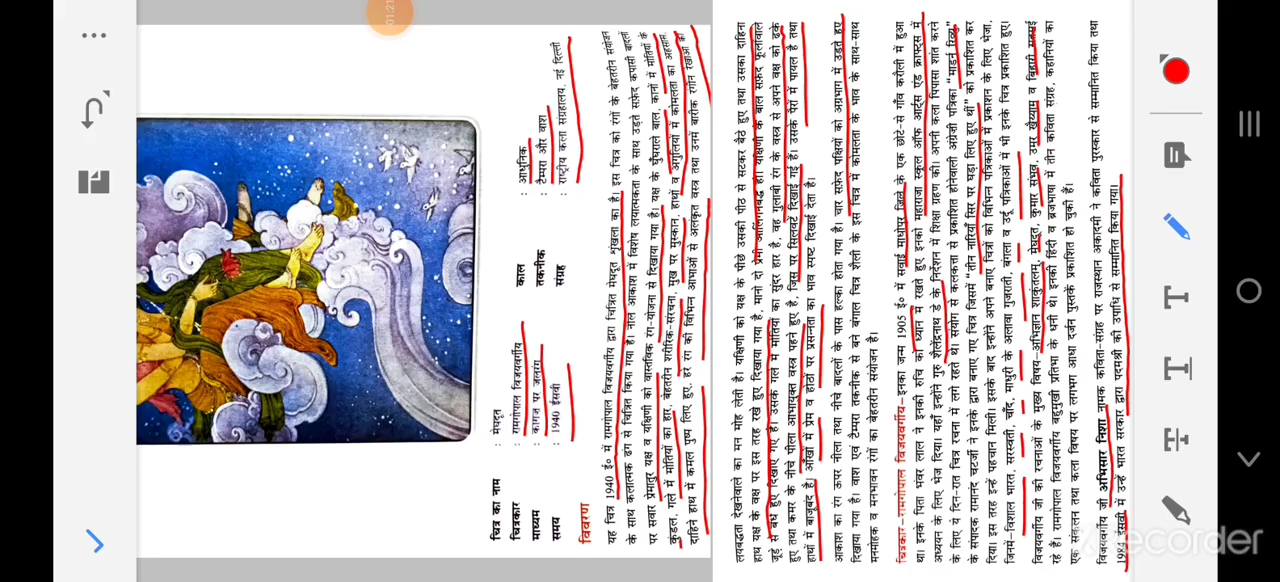 चित्र का नाम : मेघदूत
चित्रकार : रामगोपाल विजयवर्गीय
माध्यम : कागज पर जलरंग
समय : 1940 ईसवी
काल : आधुनिक
तकनीक : टैम्परा और वाश
संग्रह : राष्ट्रीय कला संग्रहालय, नई दिल्ली
विवरण
यह चित्र 1940 ई० में रामगोपाल विजयवर्गीय द्वारा चित्रित मेघदूत शृंखला का है। इस चित्र को रंगों के बेहतरीन संयोजन
के साथ कलात्मक ढंग से चित्रित किया गया है। नीले आकाश में विशेष लयात्मकता के साथ उड़ते सफ़ेद कपासी बादलों
पर सवार प्रेमातुर यक्ष व यक्षिणी को वास्तविक रंग-योजना से दिखाया गया है। यक्ष के घुँघराले बाल, कानों में मोतियों के
कुंडल, गले में मोतियों का हार, बेहतरीन शारीरिक-संरचना, मुख पर मुस्कान, हाथों व अंगुलियों में कोमलता का अहसास,
दाहिने हाथ में कमल पुष्प लिए हुए, हरे रंग की विभिन्न आभाओं से अलंकृत वस्त्र तथा उनमें बारीक रंगीन रेखाओं की
लयबद्धता देखनेवाले का मन मोह लेती है। यक्षिणी को यक्ष के पीछे उसकी पीठ से सटकर बैठे हुए तथा उसका दाहिना
हाथ यक्ष के वक्ष पर इस तरह रखे हुए दिखाया गया है, मानो दो प्रेमी आलिंगनबद्ध हों। यक्षिणी के बाल सफ़ेद फूलोंवाले
जूड़े से बंधे हुए दिखाए गए हैं। उसके गले में मोतियों का सुंदर हार है, वह गुलाबी रंग के वस्त्र से अपने वक्ष को ढके
हुए तथा कमर के नीचे पीला आभायुक्त वस्त्र पहने हुए है, जिस पर सिलवटें दिखाई गई हैं। उसके पैरों में पायल है तथा
हाथों में बाजूबंद है। आँखों में प्रेम व होंठों पर प्रसन्नता का भाव स्पष्ट दिखाई देता है।
आकाश का रंग ऊपर नीला तथा नीचे बादलों के पास हल्का होता गया है। चार सफ़ेद पक्षियों को अग्रभाग में उड़ते हुए
दिखाया गया है। वाश एवं टैम्परा तकनीक से बने बंगाल चित्र शैली के इस चित्र में कोमलता के भाव के साथ-साथ
मनमोहक व मनभावन रंगों का बेहतरीन संयोजन है।
चित्रकार-रामगोपाल विजयवर्गीय- इनका जन्म 1905 ई० में सवाई माधोपुर जिले के एक छोटे-से गाँव करौली में हुआ
था। इनके पिता भंवर लाल ने इनकी रुचि को ध्यान में रखते हुए इनको महाराजा स्कूल ऑफ आर्ट्स एंड क्राफ्ट्स में
अध्ययन के लिए भेज दिया। यहाँ इन्होंने गुरु शैलेंद्रनाथ डे के निर्देशन में शिक्षा ग्रहण की। अपनी कला पिपासा शांत करने
के लिए ये दिन-रात चित्र रचना में लगे रहते थे। संयोग से कलकत्ता से प्रकाशित होनेवाली अंग्रेजी पत्रिका "माडर्न रिव्यू"
के संपादक रामानंद चटर्जी ने इनके द्वारा बनाए गए चित्र जिसमें "तीन नारियाँ सिर पर घड़ा लिए हुए थीं" को प्रकाशित कर
दिया। इस तरह इन्हें पहचान मिली। इसके बाद इन्होंने अपने बनाए चित्रों को विभिन्न पत्रिकाओं में प्रकाशन के लिए भेजा,
जिनमें-विशाल भारत, सरस्वती, चाँद, माधुरी के अलावा गुजराती, बंगला व उर्दू पत्रिकाओं में भी इनके चित्र प्रकाशित हुए।
विजयवर्गीय जी की रचनाओं के मुख्य विषय-अभिज्ञान शाकुंतलम्, मेघदूत, कुमार संभव, उमर खैय्याम व बिहारी सतसई
रहे हैं। रामगोपाल विजयवर्गीय बहुमुखी प्रतिभा के धनी थे। इनकी हिंदी व ब्रजभाषा में तीन कविता संग्रह, कहानियों का
एक संकलन तथा कला विषय पर लगभग आधा दर्जन पुस्तकें प्रकाशित हो चुकी हैं।
विजयवर्गीय जी अभिसार निशा नामक कविता-संग्रह पर राजस्थान अकादमी ने कविता पुरस्कार से सम्मानित किया तथा
1984 ईसवी में उन्हें भारत सरकार द्वारा पदमश्री की उपाधि से सम्मानित किया गया।
01:21
recorder